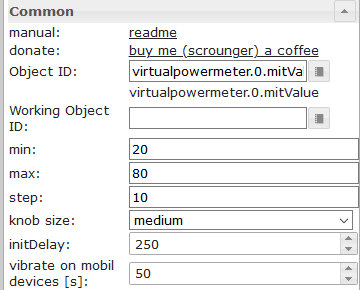 Common
manual: readme
donate: buy me (scrounger) a coffee
Object ID: virtualpowermeter.0.mitVa
virtualpowermeter.0.mitValue
Working Object
ID:
min: 20
max: 80
step: 10
knob size: medium
initDelay: 250
vibrate on mobil
devices [s]: 50